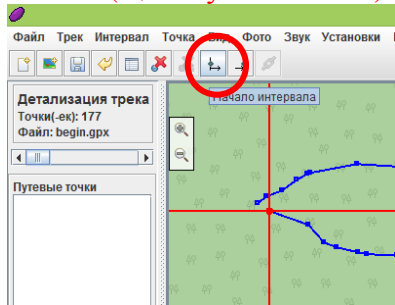 Файл Трек Интервал Точка Вид Фото Звук Установки
Начало интервала
Детализация трека
Точки(-ек): 177
Файл: begin.gpx
Путевые точки